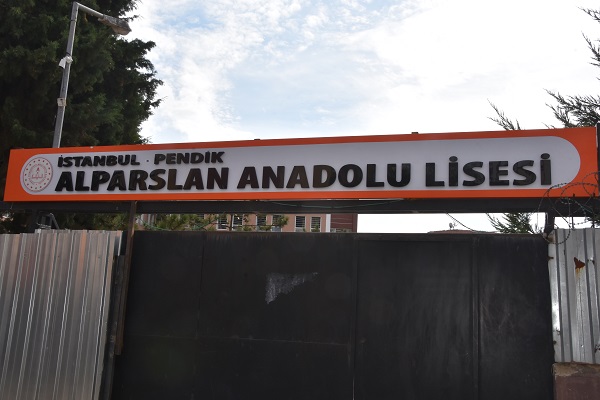 İSTANBUL · PENDİK
ALPARSLAN ANADOLU LİSESİ